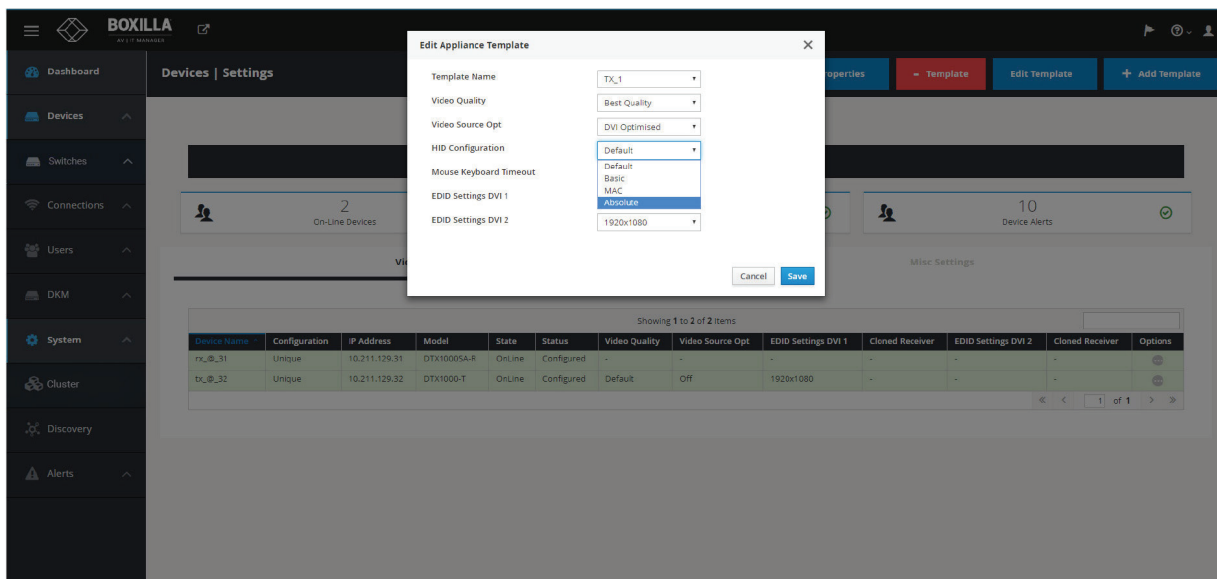 BOXILLA
KVM | IT MANAGER
Dashboard
Devices
Switches
Connections
Users
DKM
System
Cluster
Discovery
Alerts
Devices | Settings
operties
- Template
Edit Template
+ Add Template
Edit Appliance Template
Template Name TX_1
Video Quality Best Quality
Video Source Opt DVI Optimised
HID Configuration Default
Default
Basic
MAC
Absolute
Mouse Keyboard Timeout
EDID Settings DVI 1
EDID Settings DVI 2 1920x1080
Cancel Save
2
On-Line Devices
10
Device Alerts
Vi
Misc Settings
Showing 1 to 2 of 2 Items
Device Name Configuration IP Address Model State Status Video Quality Video Source Opt EDID Settings DVI 1 Cloned Receiver EDID Settings DVI 2 Cloned Receiver Options
rx_@_31 Unique 10.211.129.31 DTX1000SA-R OnLine Configured - - - - - -
tx_@_32 Unique 10.211.129.32 DTX1000-T OnLine Configured Default Off 1920x1080 - - -
1 of 1